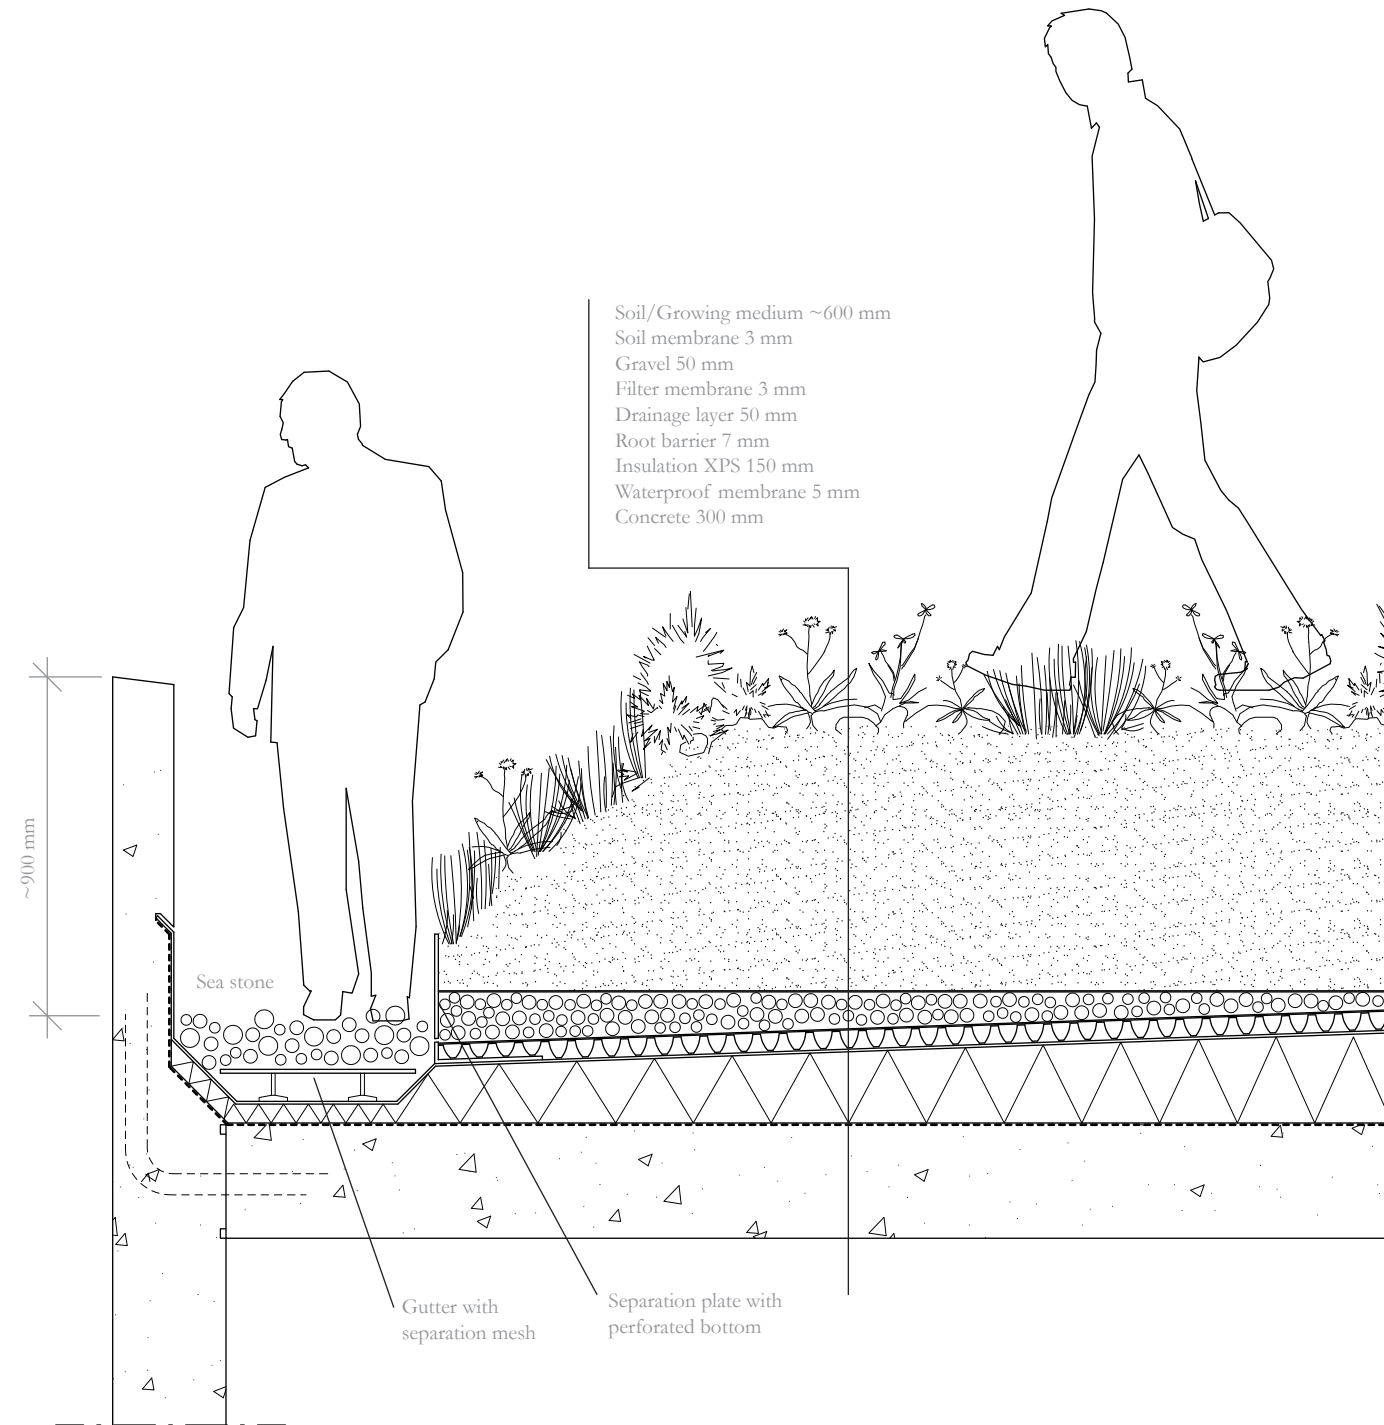 Soil/Growing medium ~600 mm
Soil membrane 3 mm
Gravel 50 mm
Filter membrane 3 mm
Drainage layer 50 mm
Root barrier 7 mm
Insulation XPS 150 mm
Waterproof membrane 5 mm
Concrete 300 mm
~900 mm
Sea stone
Gutter with
separation mesh
Separation plate with
perforated bottom